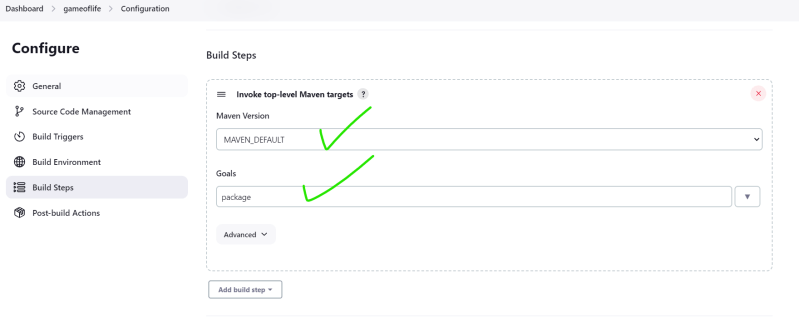 Dashboard > gameoflife > Configuration
Configure
General
Source Code Management
Build Triggers
Build Environment
Build Steps
Post-build Actions
Build Steps
Invoke top-level Maven targets ?
Maven Version
MAVEN_DEFAULT
Goals
package
Advanced
Add build step